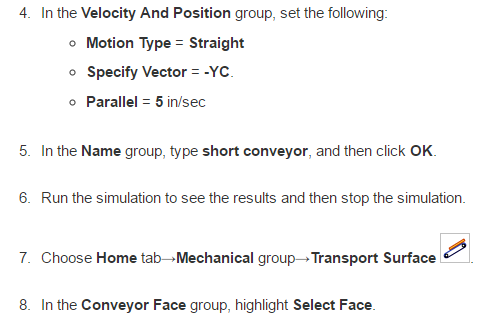 4. In the Velocity And Position group, set the following:
o Motion Type = Straight
o Specify Vector = -YC.
o Parallel = 5 in/sec
5. In the Name group, type short conveyor, and then click OK.
6. Run the simulation to see the results and then stop the simulation.
7. Choose Home tab→Mechanical group→Transport Surface .
8. In the Conveyor Face group, highlight Select Face.